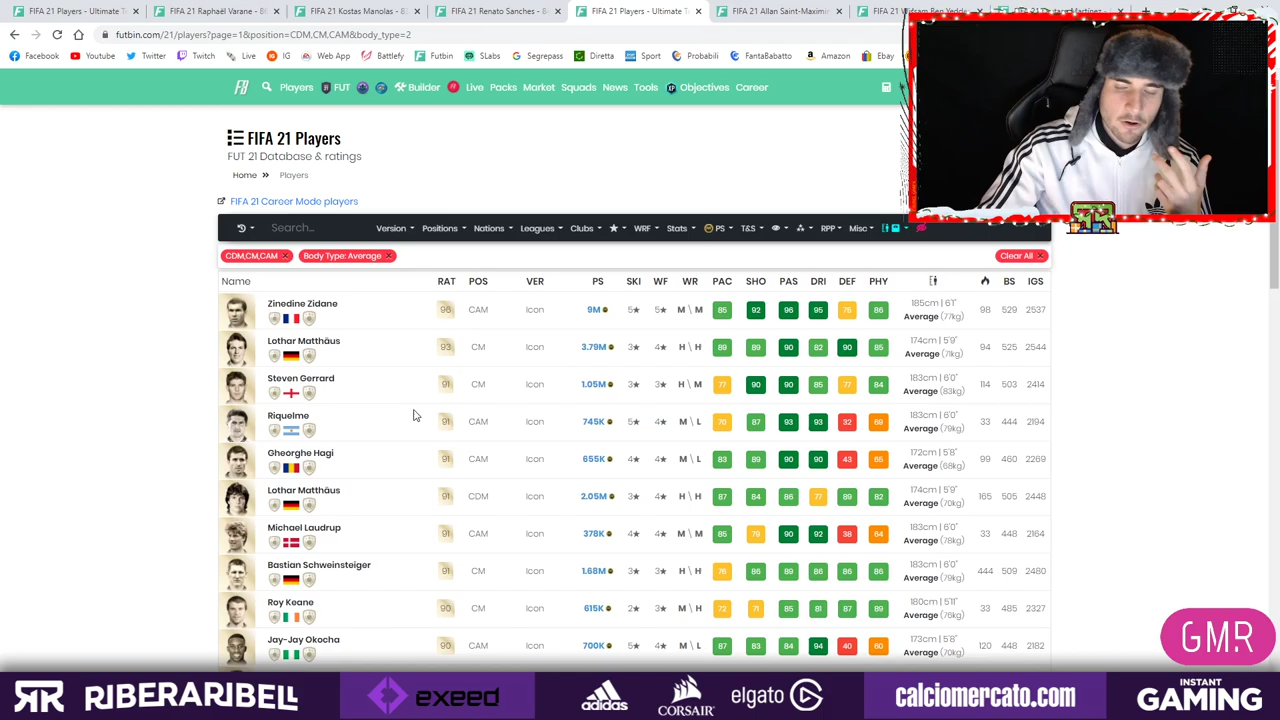 FIFA 21 Players - Ultimate T
FIFA 21 Raphaël Varane - 86
FIFA 21 Kostas Manolas - 8
FIFA 21 Renato Sanches - 8
FIFA 21 Players - Ultimate T
FIFA 21 Allan Saint-Maximin
futbin.com/21/players?page=1&position=CDM,CM,CAM&body_type=2
Facebook Youtube Twitter Twitch Live IG Web App Battlefy Futbin SLabs Segrepass Diretta Sport Probabili FantaBabatto Amazon Ebay
Players FUT Builder Live Packs Market Squads News Tools Objectives Career
FIFA 21 Players
FUT 21 Database & ratings
Home » Players
FIFA 21 Career Mode players
Search... Version Positions Nations Leagues Clubs WRF Stats PS T&S RPP Misc
CDM,CM,CAM Body Type: Average Clear All
Name RAT POS VER PS SKI WF WR PAC SHO PAS DRI DEF PHY BS IGS
Zinedine Zidane 96 CAM Icon 9M 5★ 5★ M \ M 85 92 96 95 75 86 185cm | 6'1" 98 529 2537
Average (77kg)
Lothar Matthäus 93 CM Icon 3.79M 3★ 4★ H \ H 89 89 90 82 90 85 174cm | 5'9" 94 525 2544
Average (71kg)
Steven Gerrard 91 CM Icon 1.05M 3★ 3★ H \ M 77 90 90 85 77 84 183cm | 6'0" 114 503 2414
Average (83kg)
Riquelme 91 CAM Icon 745K 5★ 4★ M \ L 70 87 93 93 32 69 183cm | 6'0" 33 444 2194
Average (79kg)
Gheorghe Hagi 91 CAM Icon 655K 4★ 4★ M \ L 83 89 90 90 43 65 172cm | 5'8" 99 460 2269
Average (68kg)
Lothar Matthäus 91 CDM Icon 2.05M 3★ 4★ H \ H 87 84 86 77 89 82 174cm | 5'9" 165 505 2448
Average (70kg)
Michael Laudrup 91 CAM Icon 378K 4★ 4★ M \ M 85 79 90 92 38 64 183cm | 6'0" 33 448 2164
Average (78kg)
Bastian Schweinsteiger 91 CM Icon 1.68M 3★ 4★ H \ H 76 86 89 86 86 86 183cm | 6'0" 444 509 2480
Average (79kg)
Roy Keane 90 CM Icon 615K 2★ 3★ M \ H 72 71 85 81 87 89 180cm | 5'11" 33 485 2327
Average (76kg)
Jay-Jay Okocha 90 CAM Icon 700K 5★ 4★ M \ L 87 83 84 94 40 60 173cm | 5'8" 120 448 2182
Average (70kg)
GMR
RR RIBERARIBELL exeed adidas CORSAIR elgato calciomercato.com INSTANT GAMING